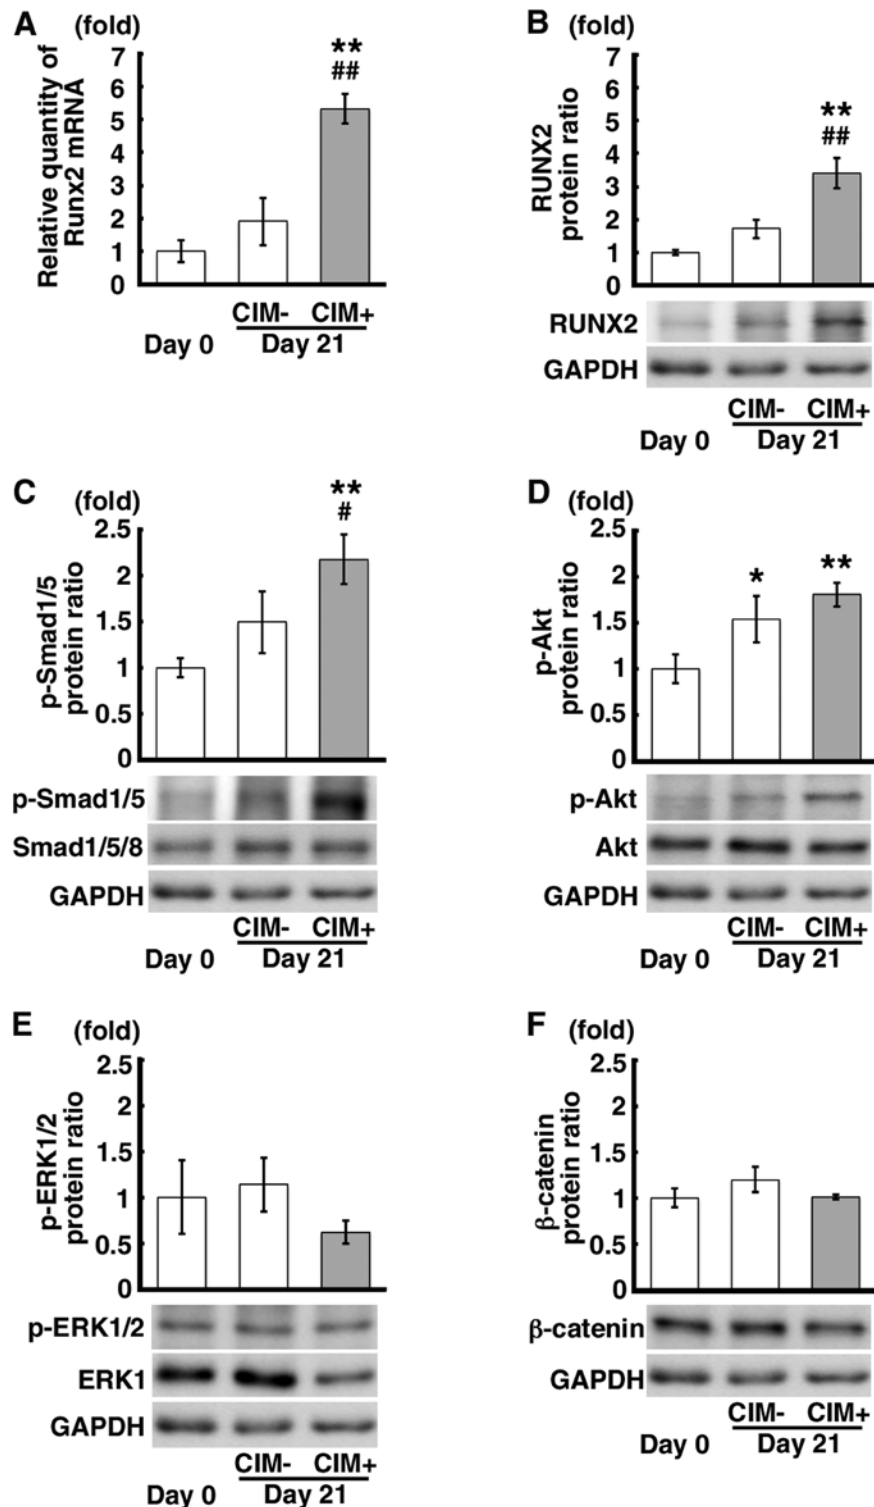 A (fold)
Relative quantity of
Runx2 mRNA
7
6
5
4
3
2
1
0
**
##
CIM- CIM+
Day 0 Day 21
B (fold)
RUNX2
protein ratio
7
6
5
4
3
2
1
0
**
##
RUNX2
GAPDH
CIM- CIM+
Day 0 Day 21
C (fold)
p-Smad1/5
protein ratio
2.5
2
1.5
1
0.5
0
**
#
p-Smad1/5
Smad1/5/8
GAPDH
CIM- CIM+
Day 0 Day 21
D (fold)
p-Akt
protein ratio
2.5
2
1.5
1
0.5
0
* **
p-Akt
Akt
GAPDH
CIM- CIM+
Day 0 Day 21
E (fold)
p-ERK1/2
protein ratio
2.5
2
1.5
1
0.5
0
p-ERK1/2
ERK1
GAPDH
CIM- CIM+
Day 0 Day 21
F (fold)
β-catenin
protein ratio
2.5
2
1.5
1
0.5
0
β-catenin
GAPDH
CIM- CIM+
Day 0 Day 21